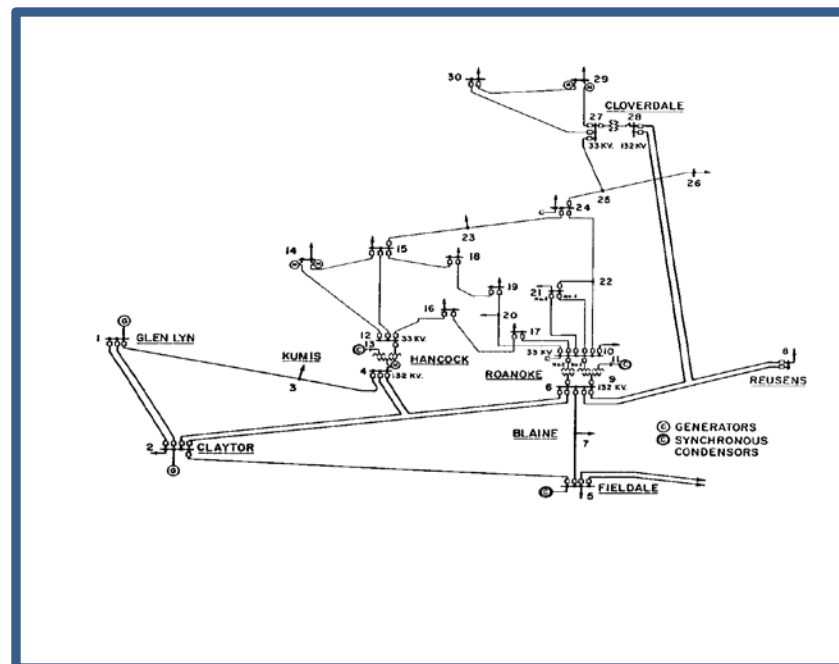 30
29
CLOVERDALE
27
28
33 KV.
132 KV.
26
25
24
C
23
15
14
18
22
19
21
16
20
17
12
33 KV.
13
HANCOCK
1
GLEN LYN
G
KUMIS
3
4
132 KV.
33 KV
10
11
ROANOKE
9
6
132 KV.
8
REUSENS
BLAINE
7
G GENERATORS
C SYNCHRONOUS
CONDENSORS
2
CLAYTOR
G
5
FIELDALE